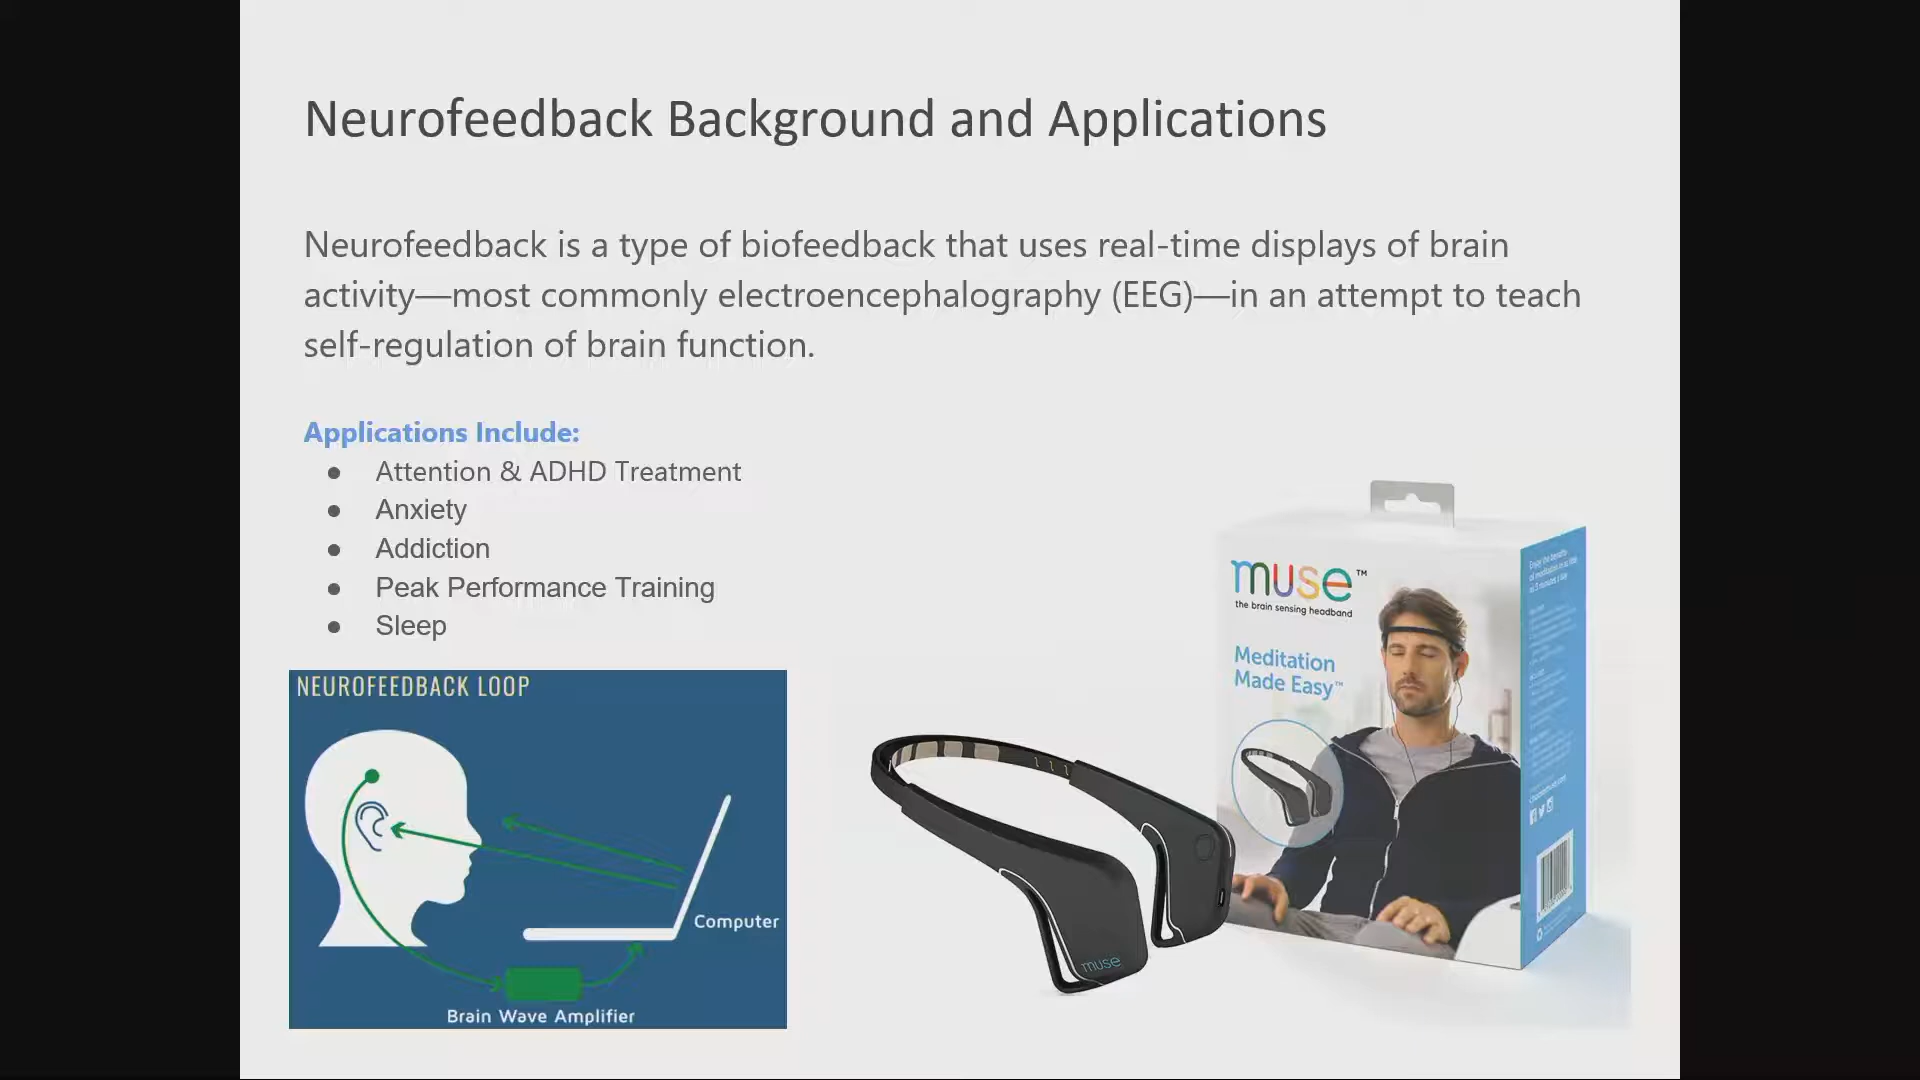 Neurofeedback Background and Applications
Neurofeedback is a type of biofeedback that uses real-time displays of brain
activity—most commonly electroencephalography (EEG)—in an attempt to teach
self-regulation of brain function.
Applications Include:
● Attention & ADHD Treatment
● Anxiety
● Addiction
● Peak Performance Training
● Sleep
NEUROFEEDBACK LOOP
Computer
Brain Wave Amplifier
muse
muse™
the brain sensing headband
Meditation
Made Easy™